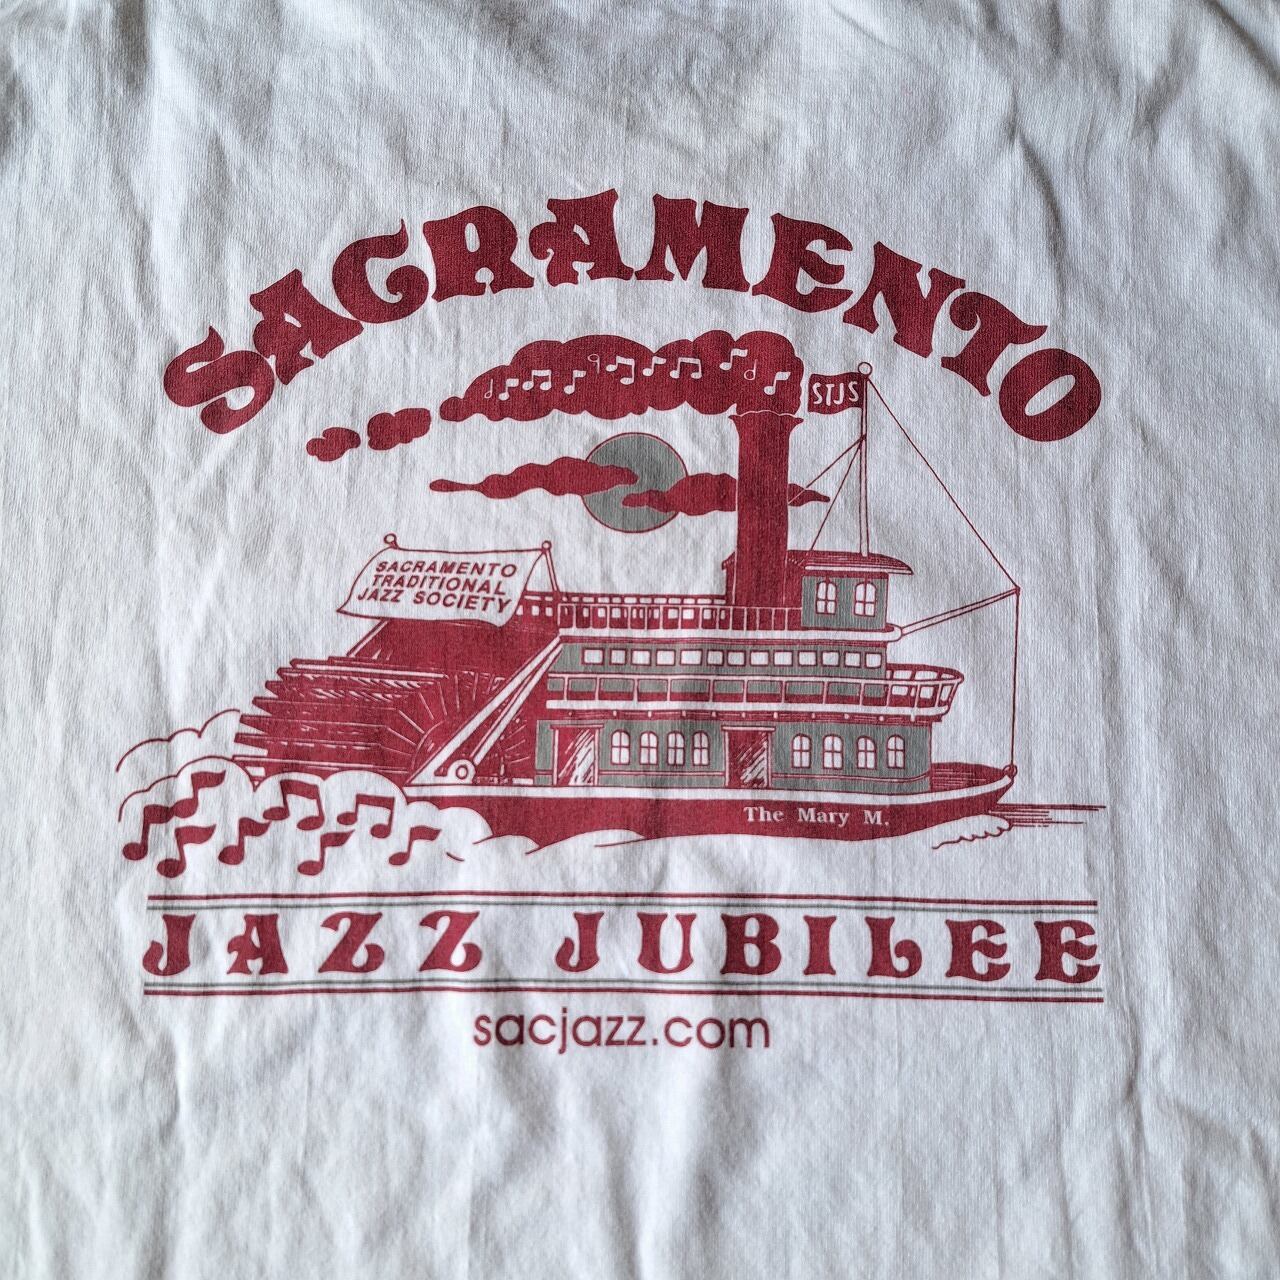 SACRAMENTO
STJS
SACRAMENTO
TRADITIONAL
JAZZ SOCIETY
The Mary M.
JAZZ JUBILEE
sacjazz.com